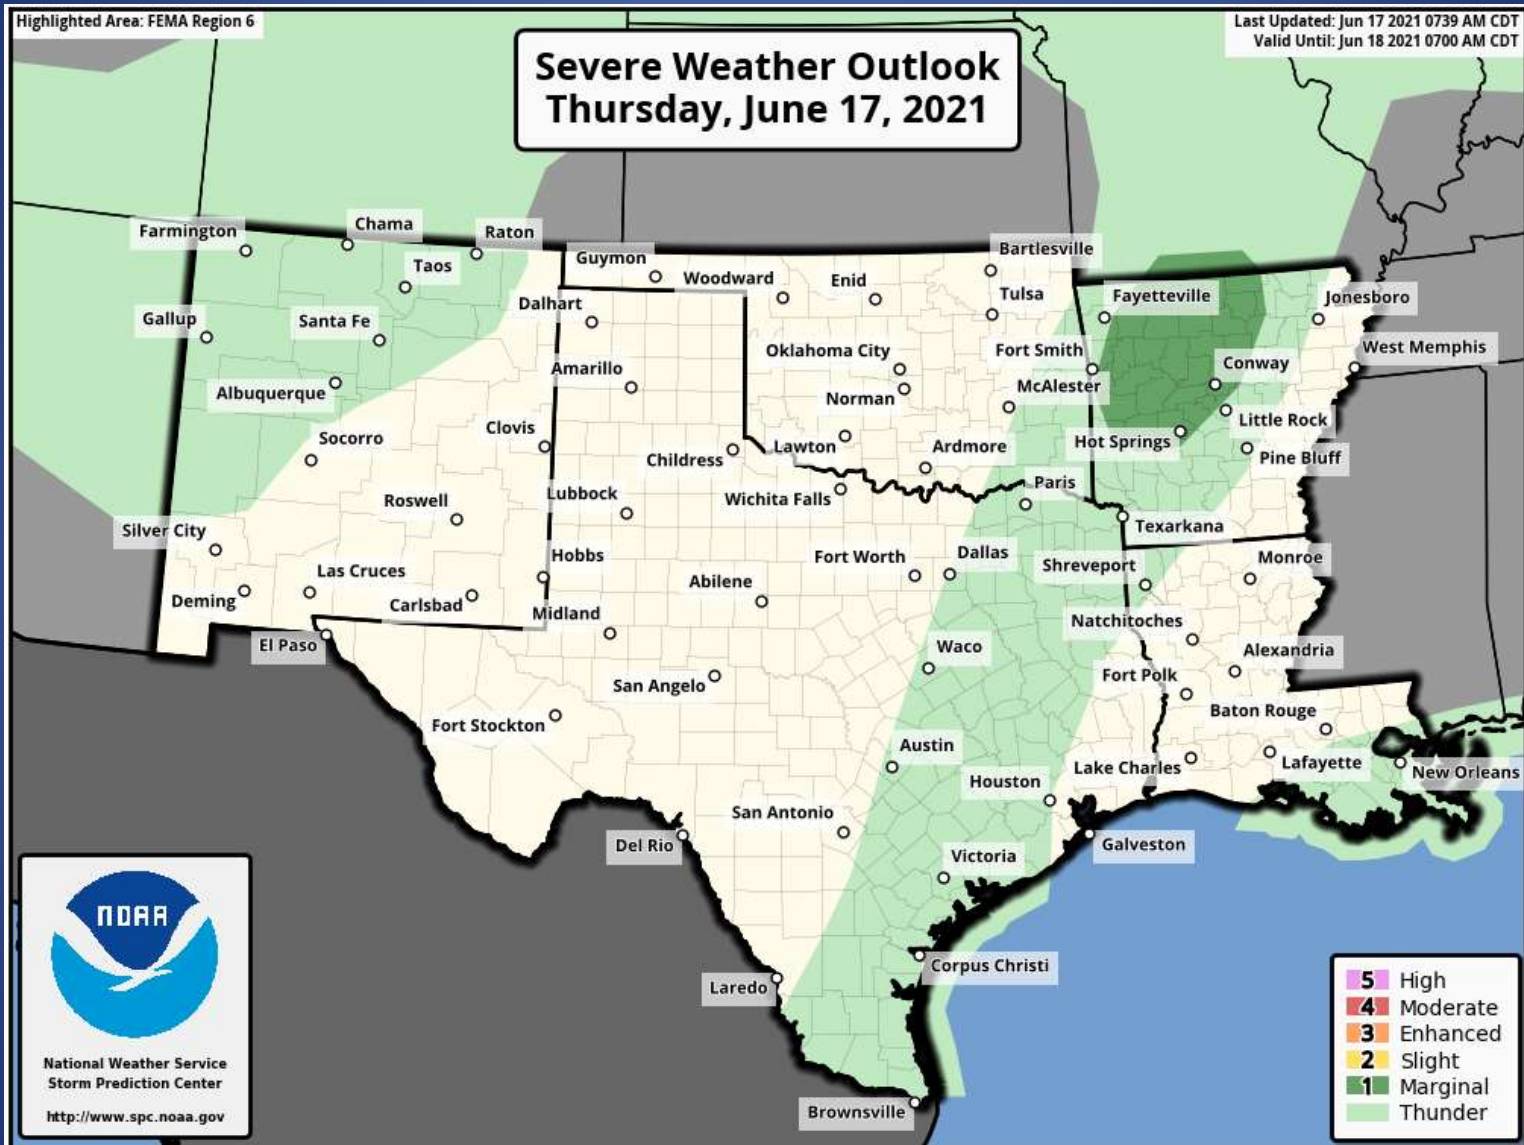 Highlighted Area: FEMA Region 6
Last Updated: Jun 17 2021 0739 AM CDT
Valid Until: Jun 18 2021 0700 AM CDT
Severe Weather Outlook
Thursday, June 17, 2021
Farmington
Chama
Raton
Taos
Guymon
Woodward
Enid
Bartlesville
Tulsa
Fayetteville
Jonesboro
Gallup
Santa Fe
Dalhart
Oklahoma City
Fort Smith
West Memphis
Albuquerque
Amarillo
Norman
McAlester
Conway
Socorro
Clovis
Childress
Lawton
Ardmore
Hot Springs
Little Rock
Pine Bluff
Roswell
Lubbock
Wichita Falls
Paris
Texarkana
Silver City
Las Cruces
Hobbs
Fort Worth
Dallas
Shreveport
Monroe
Deming
Carlsbad
Midland
Abilene
Natchitoches
El Paso
San Angelo
Waco
Fort Polk
Alexandria
Fort Stockton
Austin
Baton Rouge
Houston
Lake Charles
Lafayette
New Orleans
Del Rio
San Antonio
Victoria
Galveston
Laredo
Corpus Christi
Brownsville
NOAA
National Weather Service
Storm Prediction Center
http://www.spc.noaa.gov
5 High
4 Moderate
3 Enhanced
2 Slight
1 Marginal
Thunder